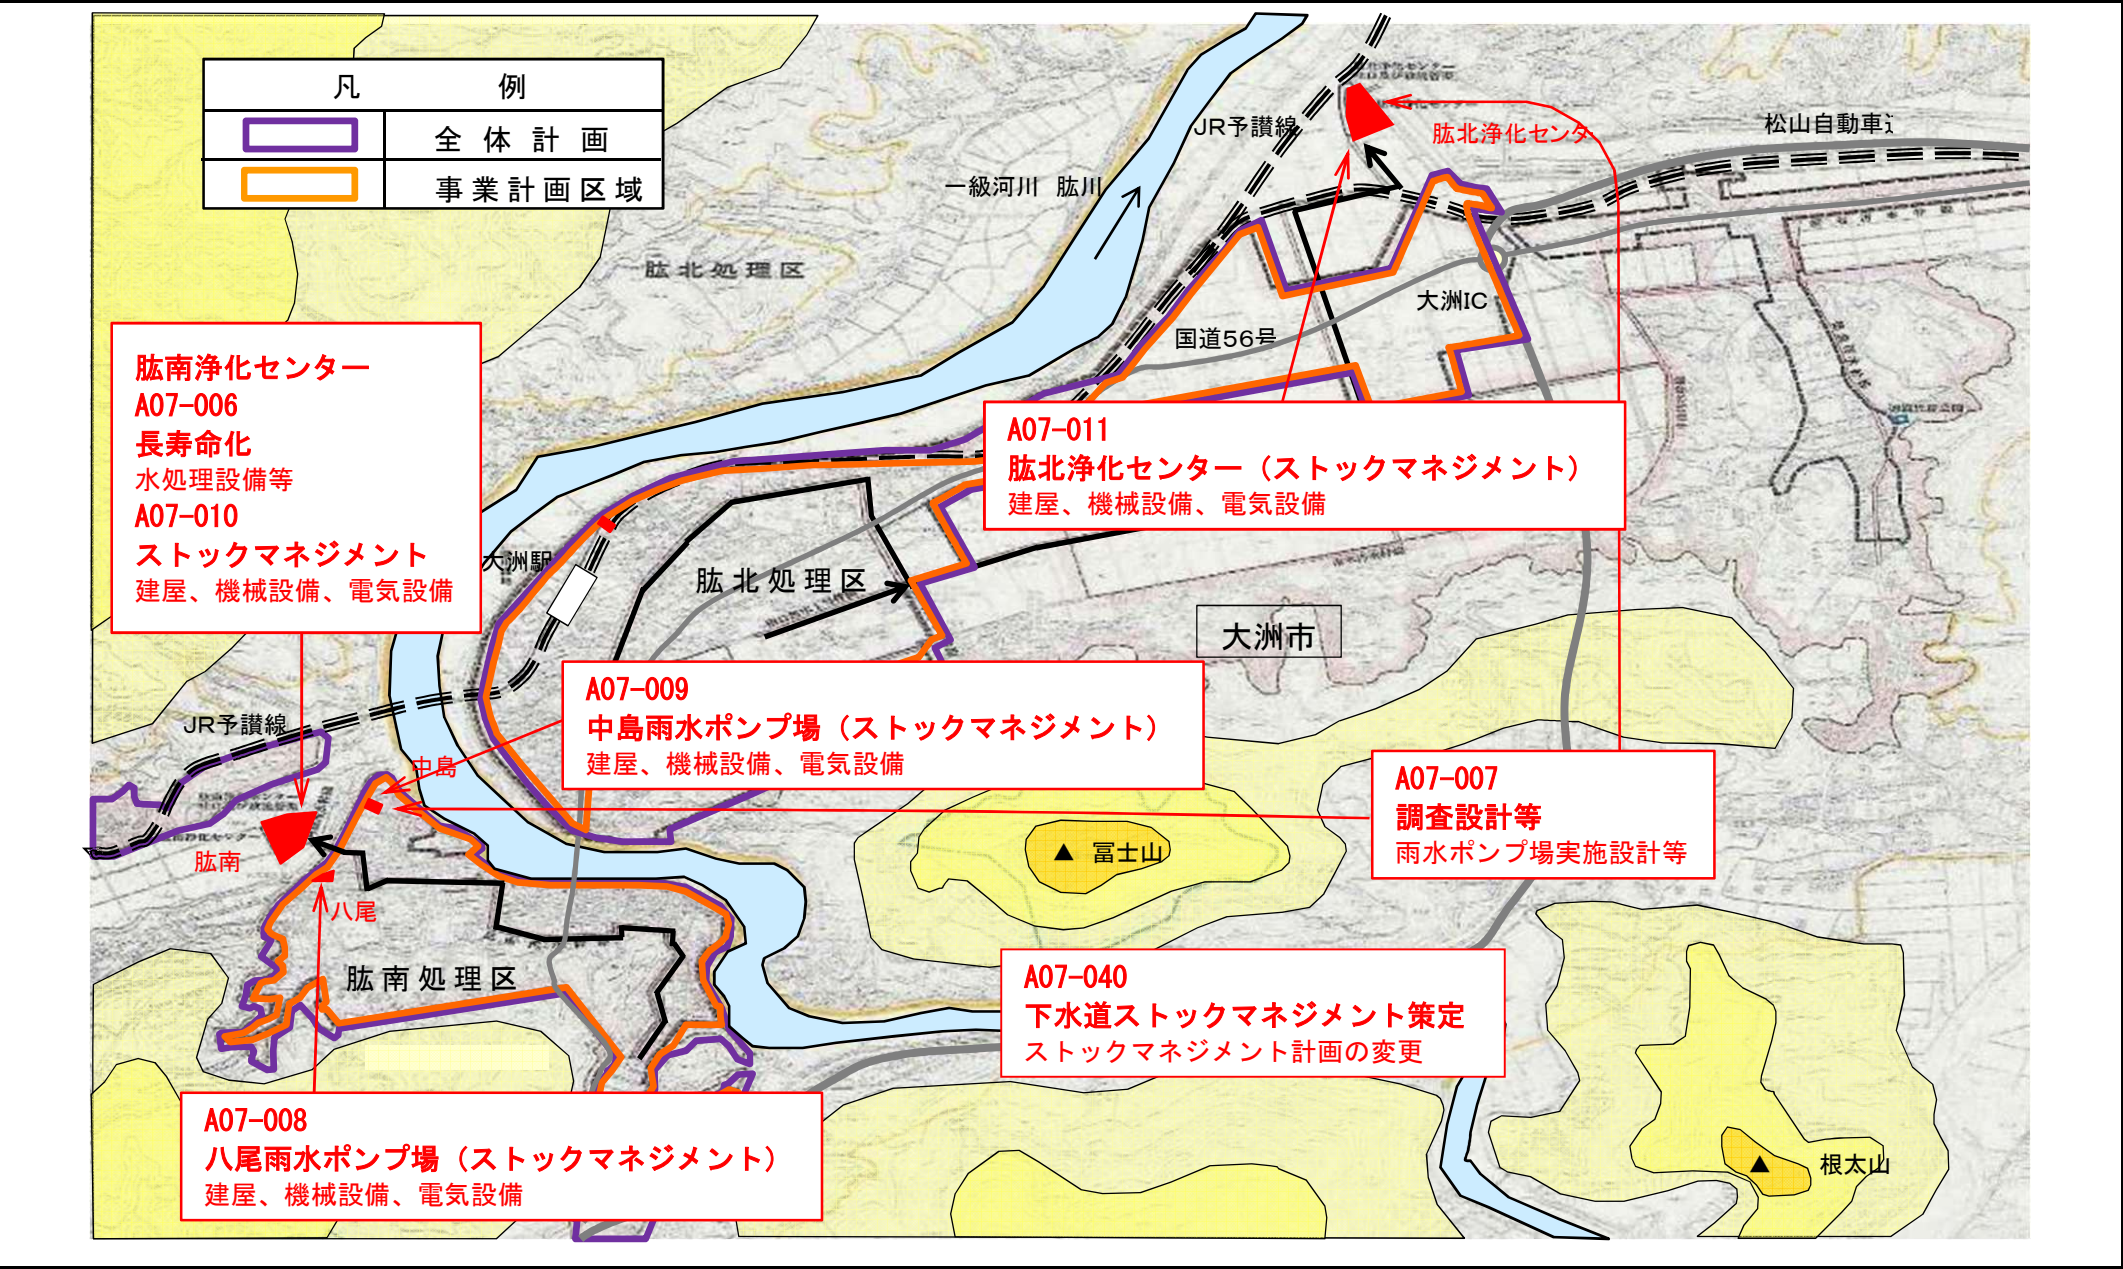 凡 例
全体計画
事業計画区域
JR予讃線
肱北浄化センタ
松山自動車道
一級河川 肱川
肱北処理区
大洲IC
国道56号
肱南浄化センター
A07-006
長寿命化
水処理設備等
A07-010
ストックマネジメント
建屋、機械設備、電気設備
A07-011
肱北浄化センター（ストックマネジメント）
建屋、機械設備、電気設備
大洲駅
肱北処理区
大洲市
A07-009
中島雨水ポンプ場（ストックマネジメント）
建屋、機械設備、電気設備
JR予讃線
中島
A07-007
調査設計等
雨水ポンプ場実施設計等
冨士山
肱南
八尾
肱南処理区
A07-040
下水道ストックマネジメント策定
ストックマネジメント計画の変更
A07-008
八尾雨水ポンプ場（ストックマネジメント）
建屋、機械設備、電気設備
根太山